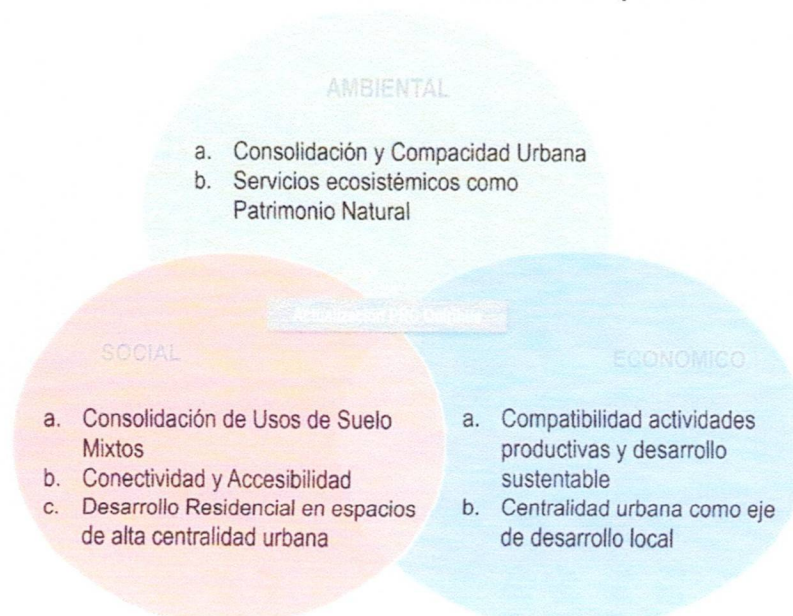 AMBIENTAL
a. Consolidación y Compacidad Urbana
b. Servicios ecosistémicos como
Patrimonio Natural
Actualización PRC
SOCIAL
a. Consolidación de Usos de Suelo
Mixtos
b. Conectividad y Accesibilidad
c. Desarrollo Residencial en espacios
de alta centralidad urbana
ECONOMICO
a. Compatibilidad actividades
productivas y desarrollo
sustentable
b. Centralidad urbana como eje
de desarrollo local